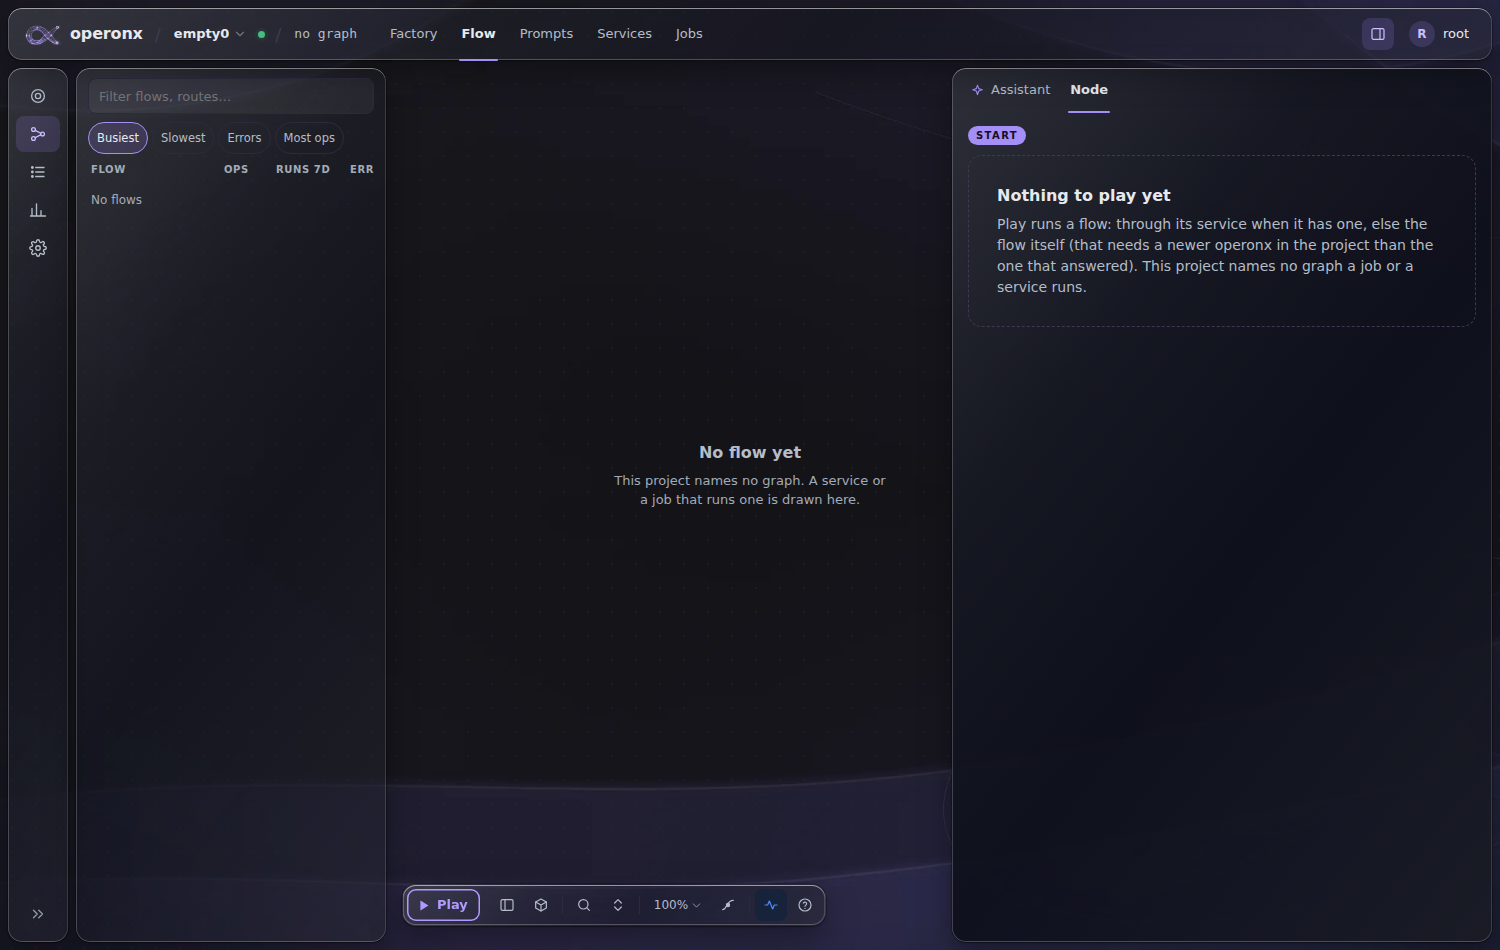 operonx / empty0 / no graph Factory Flow Prompts Services Jobs R root
Filter flows, routes...
Busiest Slowest Errors Most ops
FLOW OPS RUNS 7D ERR
No flows
No flow yet
This project names no graph. A service or
a job that runs one is drawn here.
Play 100%
Assistant Node
START
Nothing to play yet
Play runs a flow: through its service when it has one, else the
flow itself (that needs a newer operonx in the project than the
one that answered). This project names no graph a job or a
service runs.